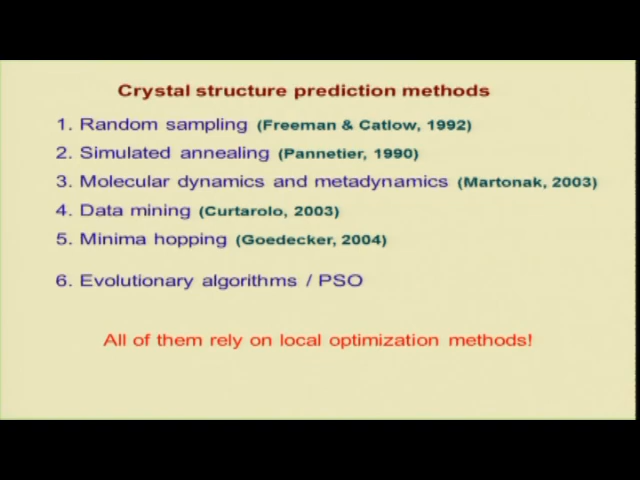 Crystal structure prediction methods
1. Random sampling (Freeman & Catlow, 1992)
2. Simulated annealing (Pannetier, 1990)
3. Molecular dynamics and metadynamics (Martonak, 2003)
4. Data mining (Curtarolo, 2003)
5. Minima hopping (Goedecker, 2004)
6. Evolutionary algorithms / PSO
All of them rely on local optimization methods!